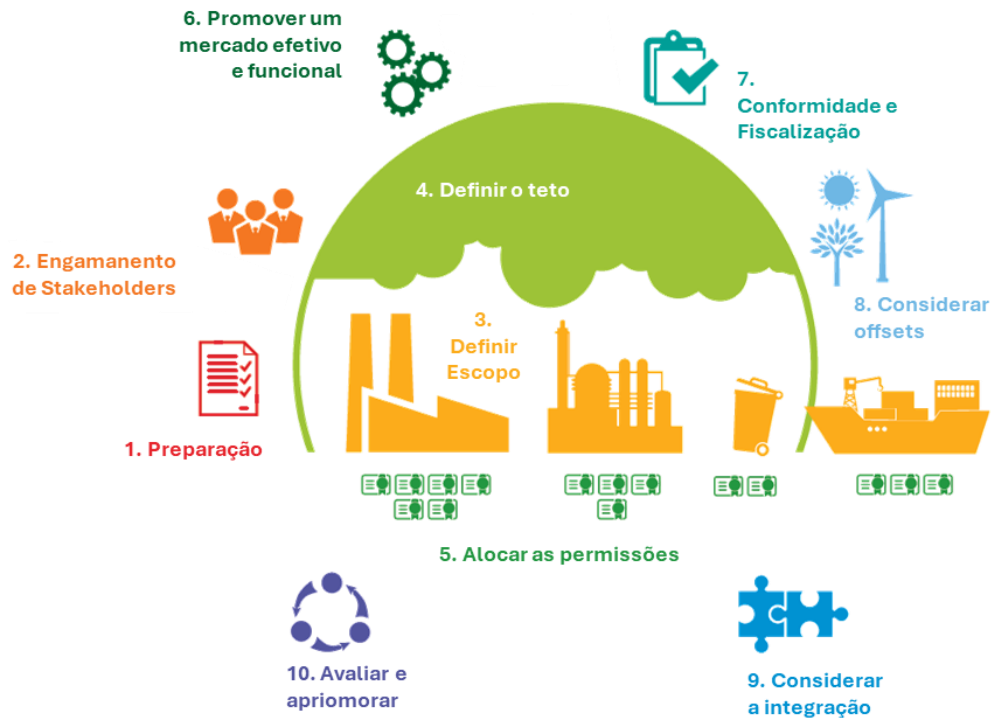 6. Promover um
mercado efetivo
e funcional
7.
Conformidade e
Fiscalização
4. Definir o teto
2. Engamanento
de Stakeholders
3.
Definir
Escopo
8. Considerar
offsets
1. Preparação
5. Alocar as permissões
10. Avaliar e
apriomorar
9. Considerar
a integração